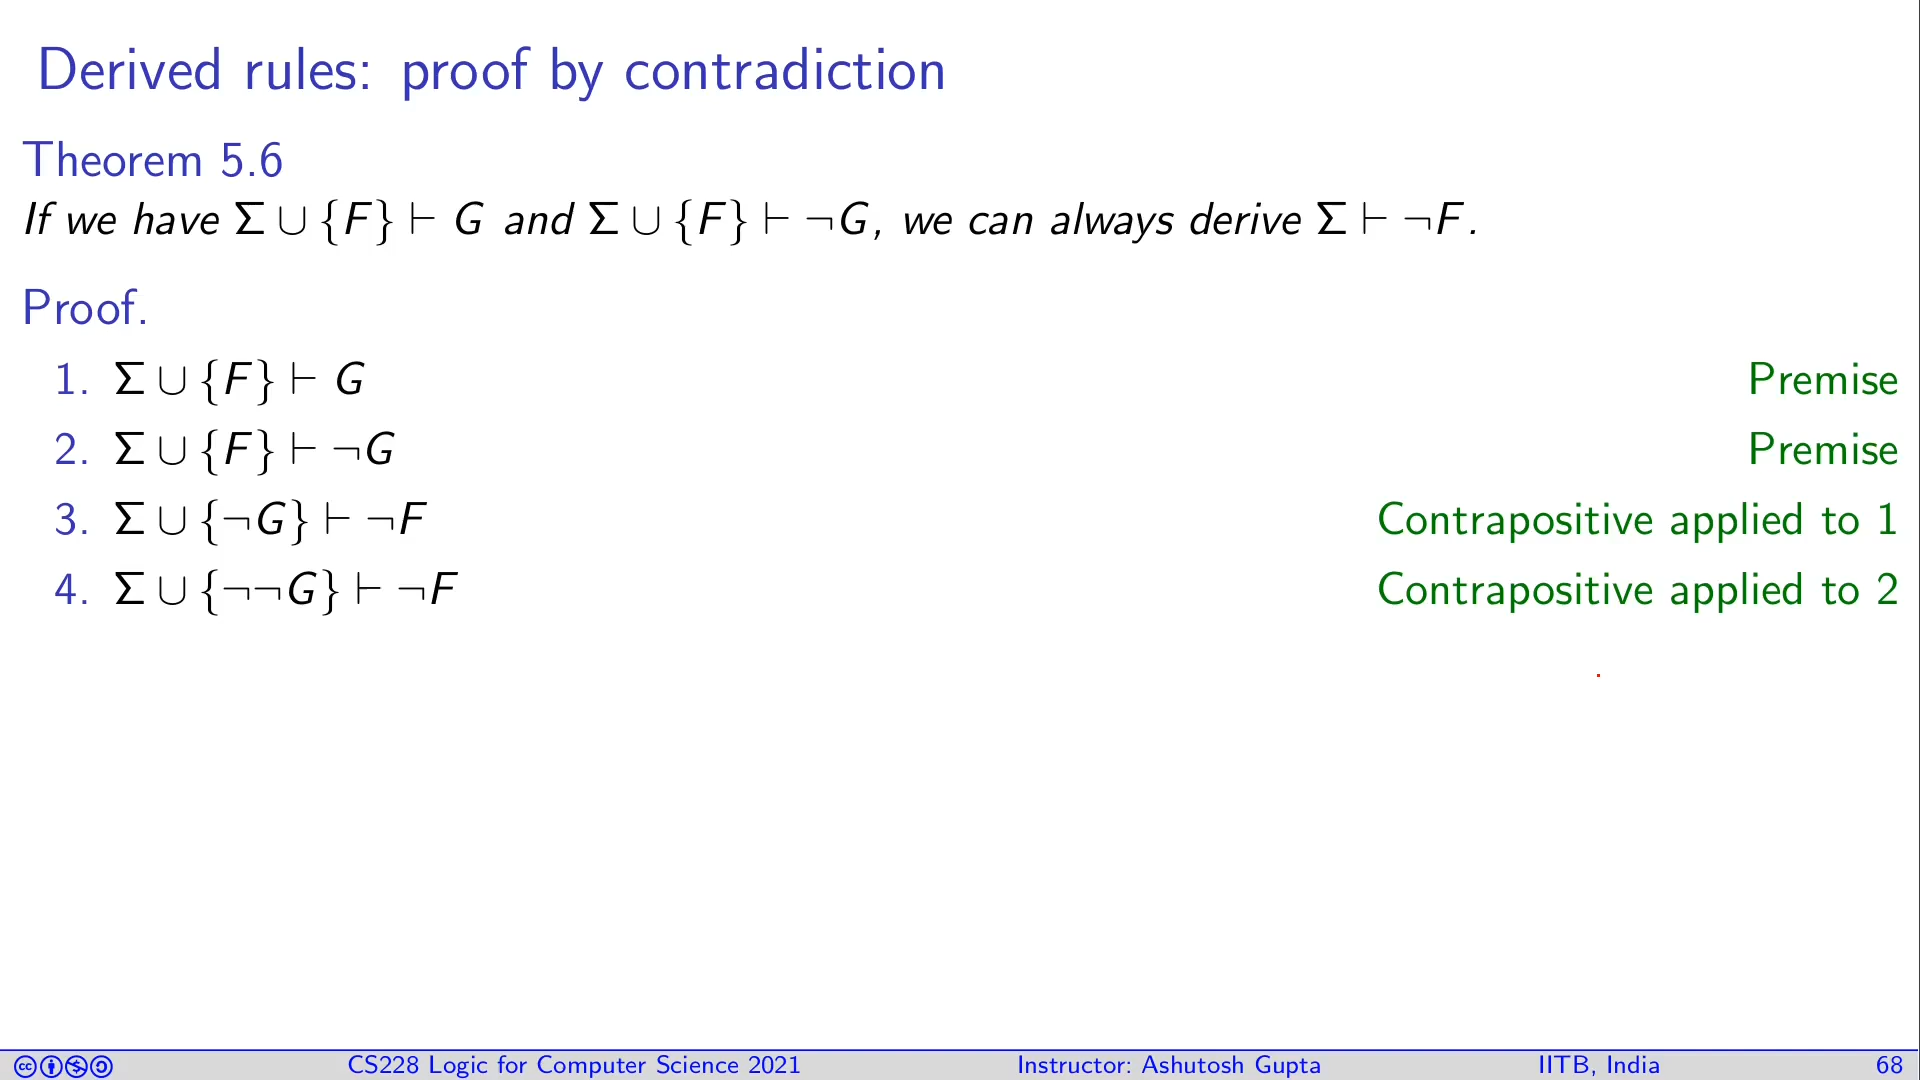 Derived rules: proof by contradiction
Theorem 5.6
If we have Σ ∪ {F} ⊢ G and Σ ∪ {F} ⊢ ¬G, we can always derive Σ ⊢ ¬F.
Proof.
1. Σ ∪ {F} ⊢ G Premise
2. Σ ∪ {F} ⊢ ¬G Premise
3. Σ ∪ {¬G} ⊢ ¬F Contrapositive applied to 1
4. Σ ∪ {¬¬G} ⊢ ¬F Contrapositive applied to 2
CS228 Logic for Computer Science 2021 Instructor: Ashutosh Gupta IITB, India 68